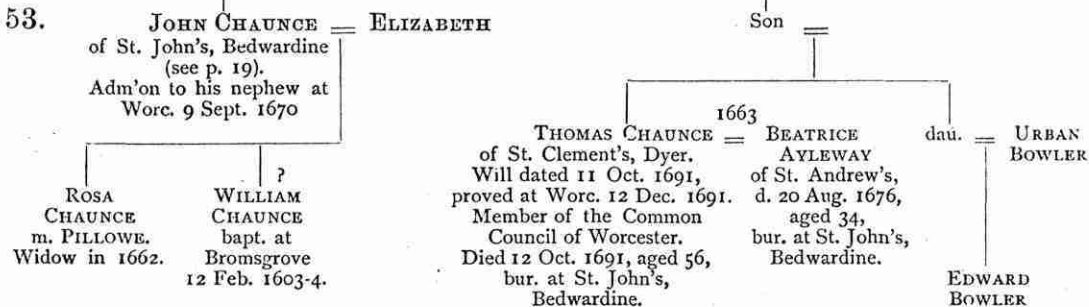 53.
JOHN CHAUNCE = ELIZABETH
of St. John's, Bedwardine
(see p. 19).
Adm'on to his nephew at
Worc. 9 Sept. 1670
?
ROSA
CHAUNCE
m. PILLOWE.
Widow in 1662.
WILLIAM
CHAUNCE
bapt. at
Bromsgrove
12 Feb. 1603-4.
Son =
1663
THOMAS CHAUNCE =
of St. Clement's, Dyer.
Will dated 11 Oct. 1691,
proved at Worc. 12 Dec. 1691.
Member of the Common
Council of Worcester.
Died 12 Oct. 1691, aged 56,
bur. at St. John's,
Bedwardine.
BEATRICE
AYLEWAY
of St. Andrew's,
d. 20 Aug. 1676,
aged 34,
bur. at St. John's,
Bedwardine.
dau. = URBAN
BOWLER
EDWARD
BOWLER